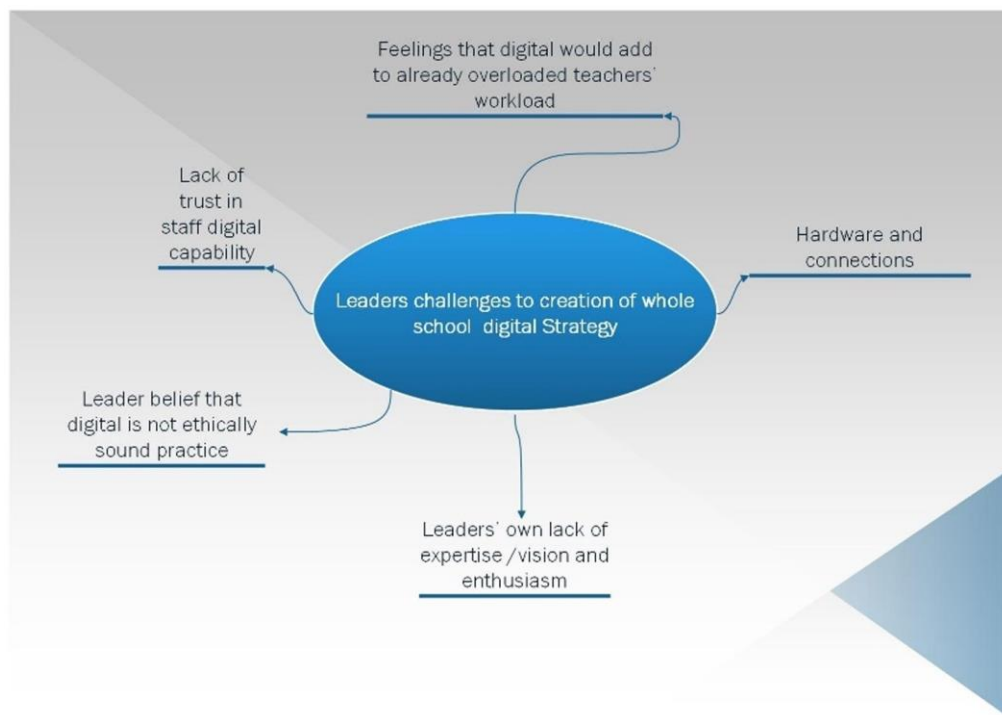 Feelings that digital would add
to already overloaded teachers'
workload
Lack of
trust in
staff digital
capability
Hardware and
connections
Leaders challenges to creation of whole
school digital Strategy
Leader belief that
digital is not ethically
sound practice
Leaders' own lack of
expertise /vision and
enthusiasm